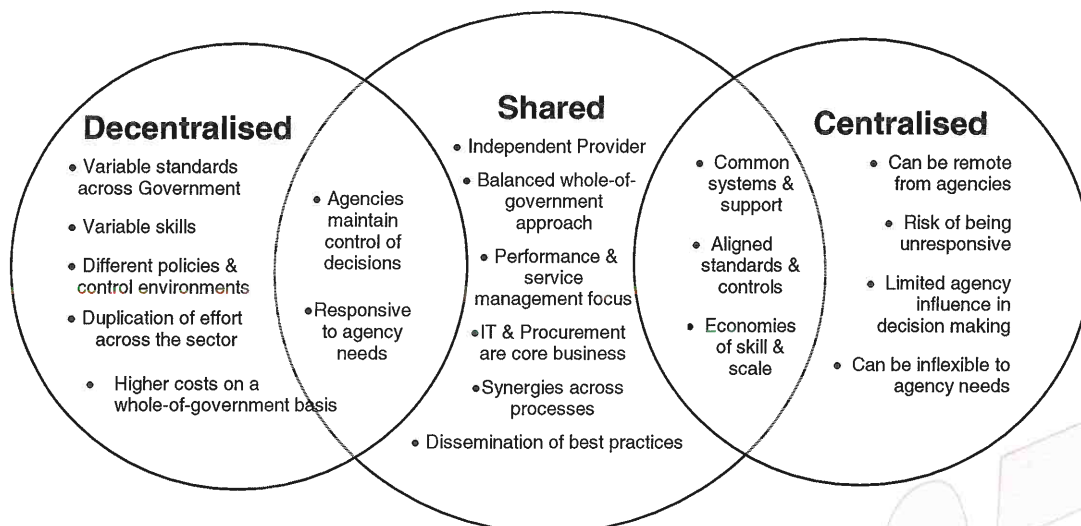 Decentralised
• Variable standards
across Government
• Variable skills
• Different policies &
control environments
• Duplication of effort
across the sector
• Higher costs on a
whole-of-government basis
• Agencies
maintain
control of
decisions
• Responsive
to agency
needs
Shared
• Independent Provider
• Balanced whole-of-
government
approach
• Performance &
service
management focus
• IT & Procurement
are core business
• Synergies across
processes
• Dissemination of best practices
• Common
systems &
support
• Aligned
standards &
controls
• Economies
of skill &
scale
Centralised
• Can be remote
from agencies
• Risk of being
unresponsive
• Limited agency
influence in
decision making
• Can be inflexible to
agency needs